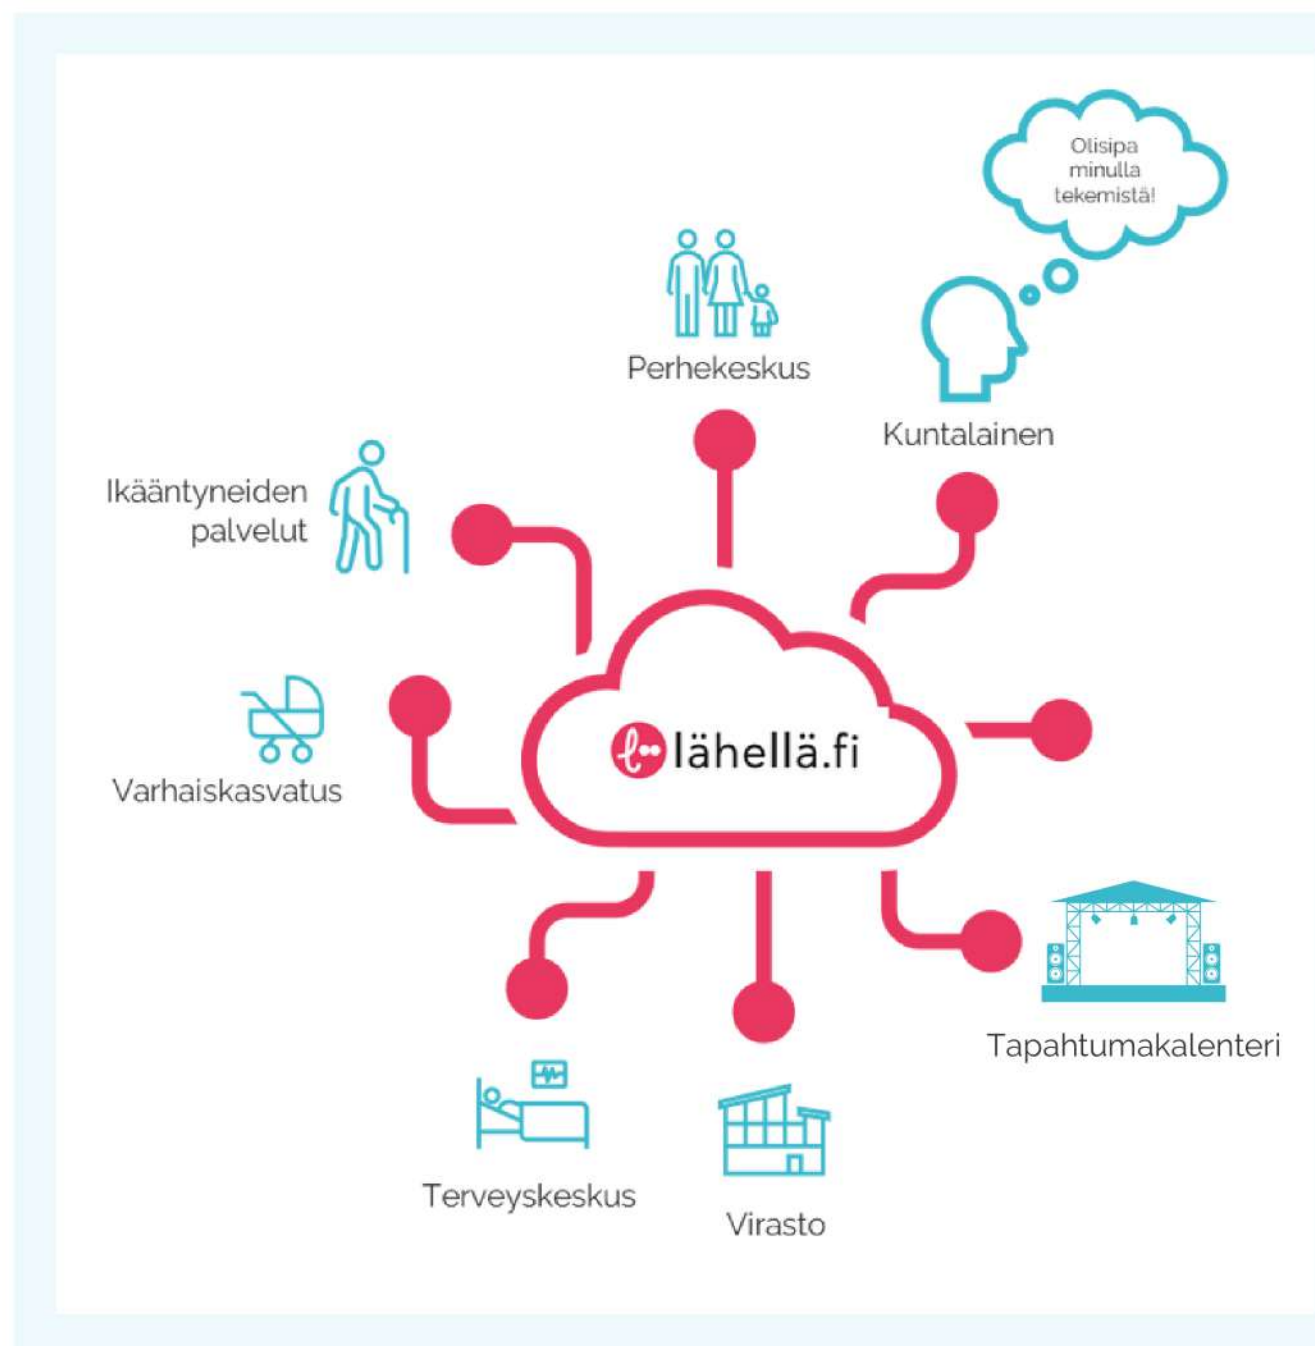 Olisipa
minulla
tekemistä!
Perhekeskus
Kuntalainen
Ikääntyneiden
palvelut
Varhaiskasvatus
lähellä.fi
Tapahtumakalenteri
Terveyskeskus
Virasto